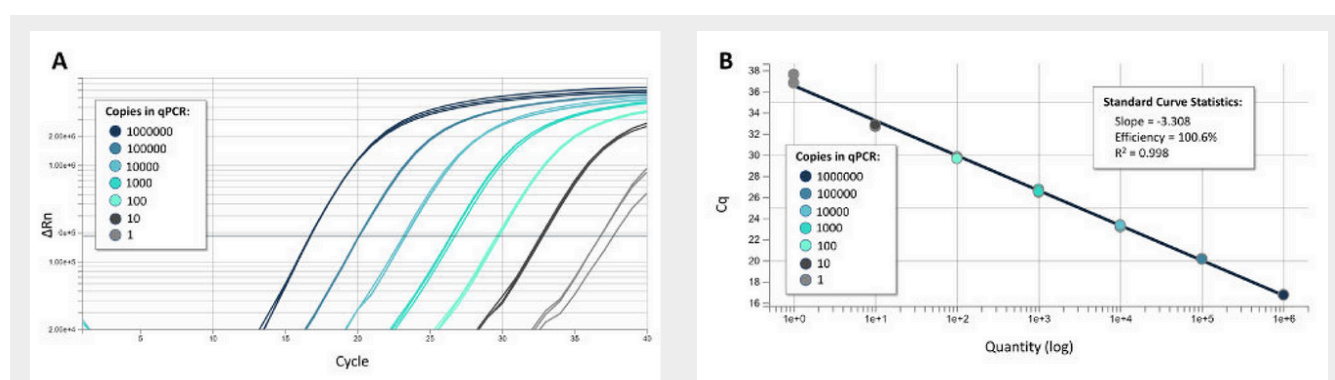 A
Copies in qPCR:
1000000
100000
10000
1000
100
10
1
2.00e+6
1.00e+6
1.00e+5
2.00e+4
ΔRn
5
10
15
20
25
30
35
40
Cycle
B
38
36
34
32
30
28
26
24
22
20
18
16
Cq
Standard Curve Statistics:
Slope = -3.308
Efficiency = 100.6%
R² = 0.998
Copies in qPCR:
1000000
100000
10000
1000
100
10
1
1e+0
1e+1
1e+2
1e+3
1e+4
1e+5
1e+6
Quantity (log)